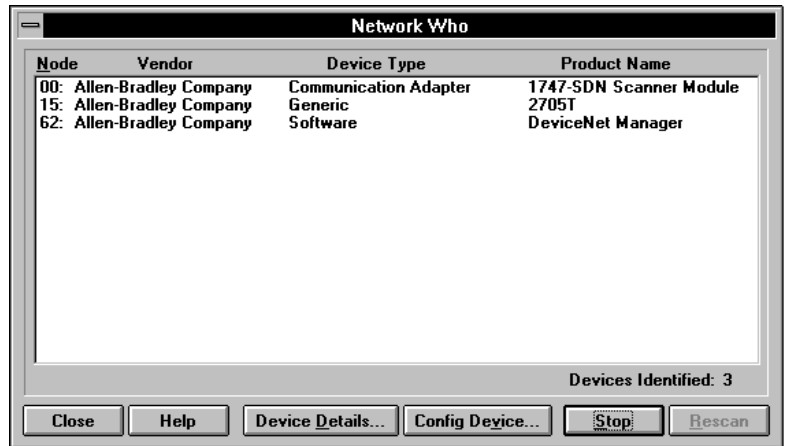 Network Who
Node Vendor Device Type Product Name
00: Allen-Bradley Company Communication Adapter 1747-SDN Scanner Module
15: Allen-Bradley Company Generic 2705T
62: Allen-Bradley Company Software DeviceNet Manager
Devices Identified: 3
Close Help Device Details... Config Device... Stop Rescan